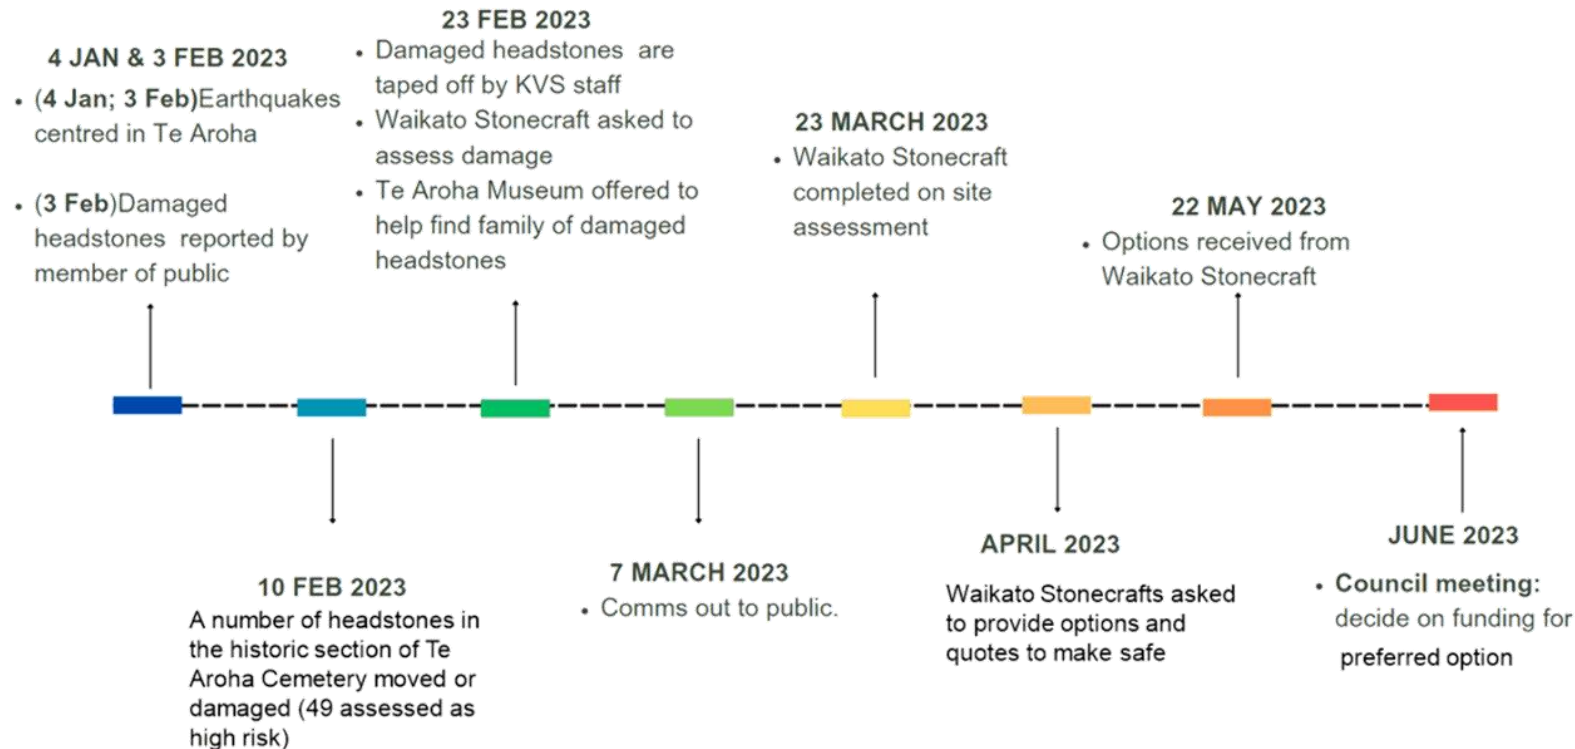 4 JAN & 3 FEB 2023
• (4 Jan; 3 Feb)Earthquakes
centred in Te Aroha
• (3 Feb)Damaged
headstones reported by
member of public
10 FEB 2023
A number of headstones in
the historic section of Te
Aroha Cemetery moved or
damaged (49 assessed as
high risk)
23 FEB 2023
• Damaged headstones are
taped off by KVS staff
• Waikato Stonecraft asked to
assess damage
• Te Aroha Museum offered to
help find family of damaged
headstones
7 MARCH 2023
• Comms out to public.
23 MARCH 2023
• Waikato Stonecraft
completed on site
assessment
APRIL 2023
Waikato Stonecrafts asked
to provide options and
quotes to make safe
22 MAY 2023
• Options received from
Waikato Stonecraft
JUNE 2023
• Council meeting:
decide on funding for
preferred option